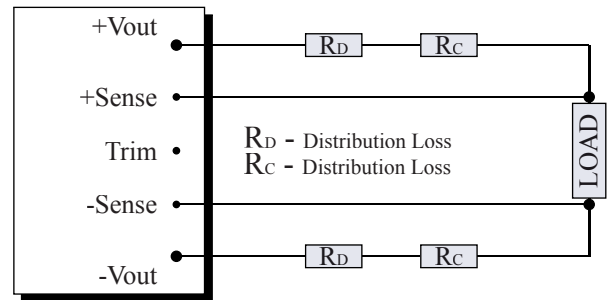 +Vout
RD
RC
+Sense
Trim
RD - Distribution Loss
RC - Distribution Loss
LOAD
-Sense
RD
RC
-Vout